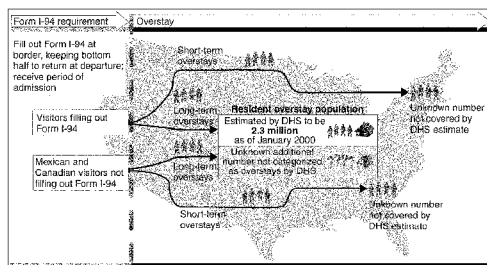 Form I-94 requirement
Overstay
Fill out Form I-94 at
border, keeping bottom
half to return at departure;
receive period of
admission
Visitors filling out
Form I-94
Mexican and
Canadian visitors not
filling out Form I-94
Short-term
overstays
Long-term
overstays
Resident overstay population
Estimated by DHS to be
2.3 million
as of January 2000
Unknown additional
number not categorized
as overstays by DHS
Long-term
overstays
Short-term
overstays
Unknown number
not covered by
DHS estimate
Unknown number
not covered by
DHS estimate